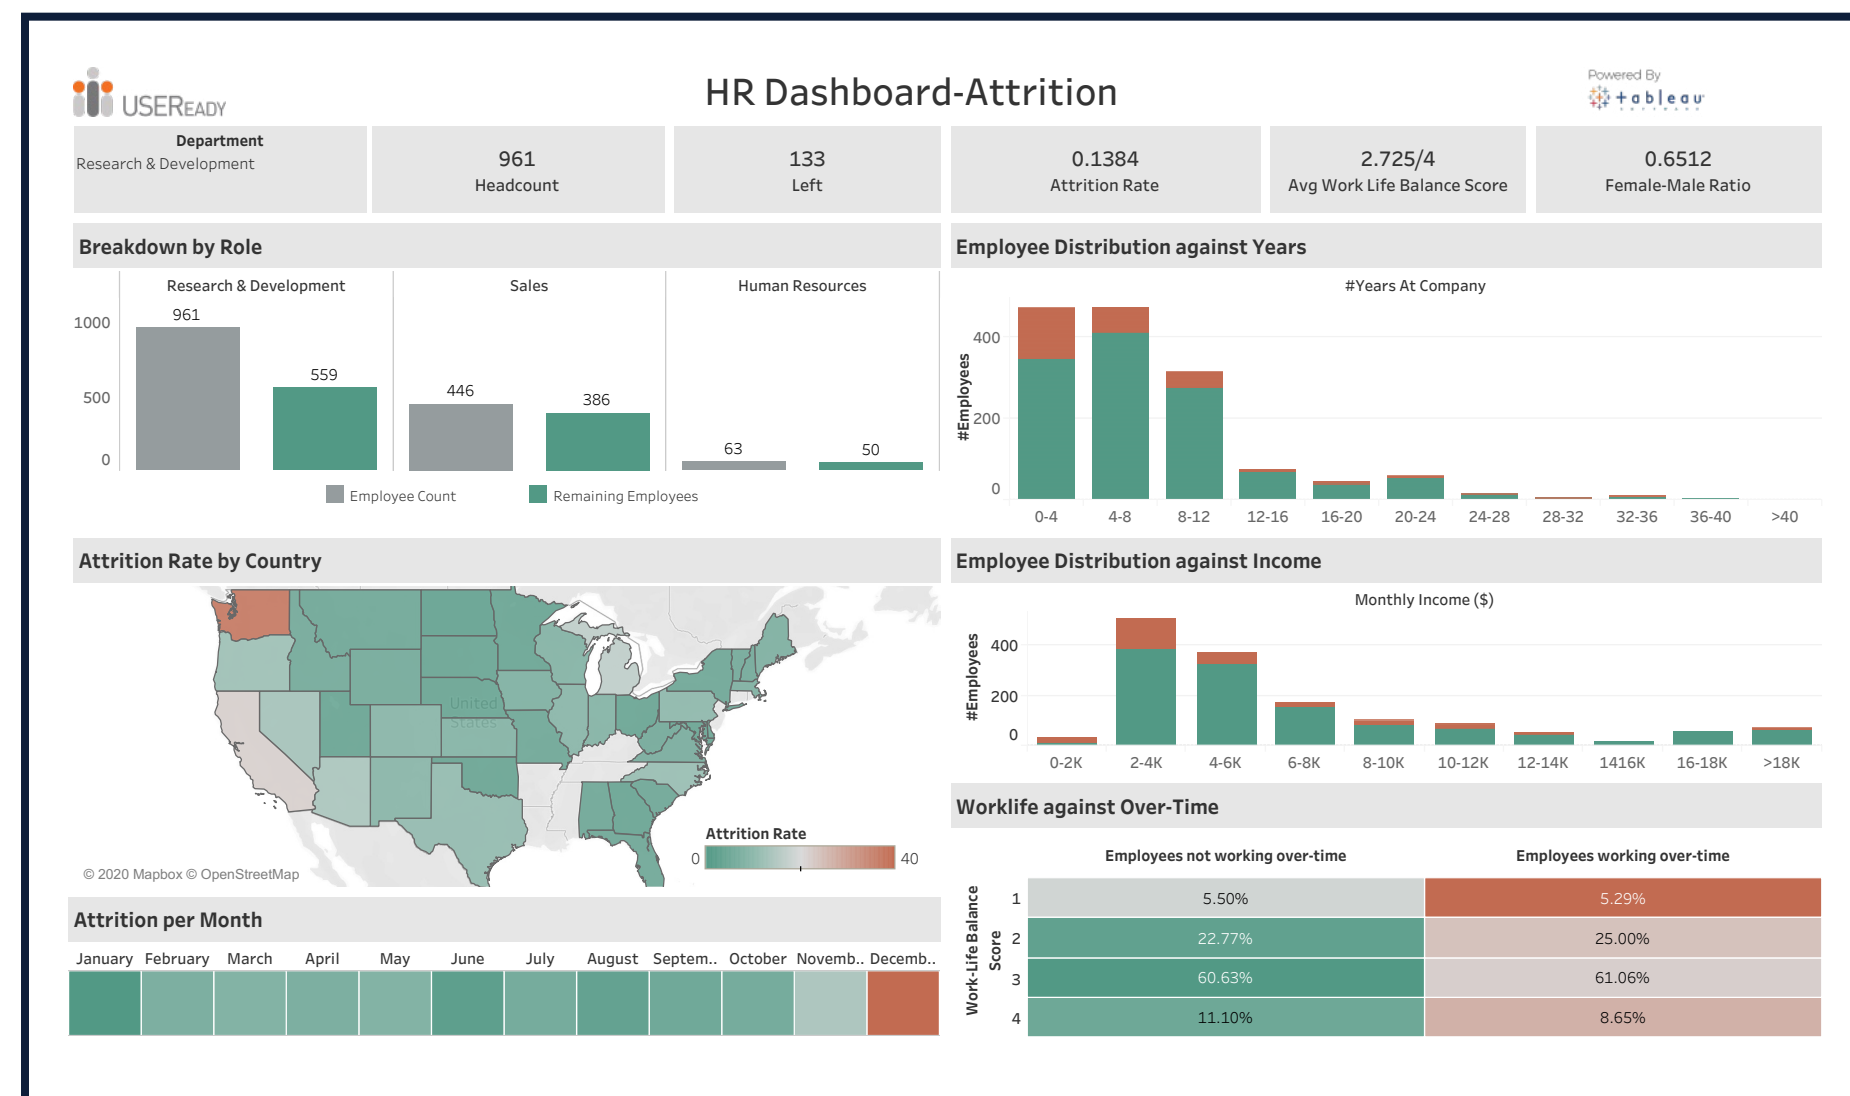 USEREADY
HR Dashboard-Attrition
Powered By
+ a b | e a u
S O F T W A R E
Department
Research & Development
961
Headcount
133
Left
0.1384
Attrition Rate
2.725/4
Avg Work Life Balance Score
0.6512
Female-Male Ratio
Breakdown by Role
Research & Development
Sales
Human Resources
1000
500
0
961
559
446
386
63
50
Employee Count
Remaining Employees
Employee Distribution against Years
#Years At Company
#Employees
400
200
0
0-4 4-8 8-12 12-16 16-20 20-24 24-28 28-32 32-36 36-40 >40
Attrition Rate by Country
United
States
Attrition Rate
0 40
© 2020 Mapbox © OpenStreetMap
Employee Distribution against Income
Monthly Income ($)
#Employees
400
200
0
0-2K 2-4K 4-6K 6-8K 8-10K 10-12K 12-14K 1416K 16-18K >18K
Attrition per Month
January February March April May June July August Septem.. October Novemb.. Decemb..
Worklife against Over-Time
Employees not working over-time Employees working over-time
Work-Life Balance
Score
1 5.50% 5.29%
2 22.77% 25.00%
3 60.63% 61.06%
4 11.10% 8.65%